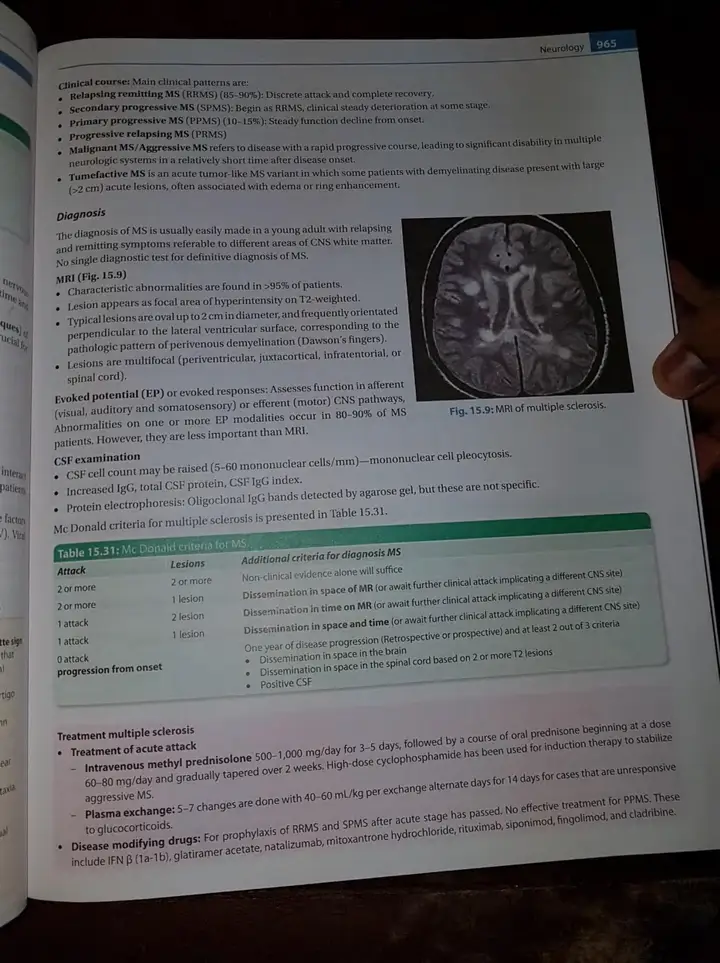 Neurology 965
Clinical course: Main clinical patterns are:
• Relapsing remitting MS (RRMS) (85–90%): Discrete attack and complete recovery.
• Secondary progressive MS (SPMS): Begin as RRMS, clinical steady deterioration at some stage.
• Primary progressive MS (PPMS) (10–15%): Steady function decline from onset.
• Progressive relapsing MS (PRMS)
• Malignant MS/Aggressive MS refers to disease with a rapid progressive course, leading to significant disability in multiple
neurologic systems in a relatively short time after disease onset.
• Tumefactive MS is an acute tumor-like MS variant in which some patients with demyelinating disease present with large
(>2 cm) acute lesions, often associated with edema or ring enhancement.
Diagnosis
The diagnosis of MS is usually easily made in a young adult with relapsing
and remitting symptoms referable to different areas of CNS white matter.
No single diagnostic test for definitive diagnosis of MS.
MRI (Fig. 15.9)
• Characteristic abnormalities are found in >95% of patients.
• Lesion appears as focal area of hyperintensity on T2-weighted.
• Typical lesions are oval up to 2 cm in diameter, and frequently orientated
perpendicular to the lateral ventricular surface, corresponding to the
pathologic pattern of perivenous demyelination (Dawson's fingers).
• Lesions are multifocal (periventricular, juxtacortical, infratentorial, or
spinal cord).
Evoked potential (EP) or evoked responses: Assesses function in afferent
(visual, auditory and somatosensory) or efferent (motor) CNS pathways,
Abnormalities on one or more EP modalities occur in 80–90% of MS
patients. However, they are less important than MRI.
Fig. 15.9: MRI of multiple sclerosis.
CSF examination
• CSF cell count may be raised (5–60 mononuclear cells/mm)—mononuclear cell pleocytosis.
• Increased IgG, total CSF protein, CSF IgG index.
• Protein electrophoresis: Oligoclonal IgG bands detected by agarose gel, but these are not specific.
Mc Donald criteria for multiple sclerosis is presented in Table 15.31.
Table 15.31: Mc Donald criteria for MS.
Attack Lesions Additional criteria for diagnosis MS
2 or more 2 or more Non-clinical evidence alone will suffice
2 or more 1 lesion Dissemination in space of MR (or await further clinical attack implicating a different CNS site)
1 attack 2 lesion Dissemination in time on MR (or await further clinical attack implicating a different CNS site)
1 attack 1 lesion Dissemination in space and time (or await further clinical attack implicating a different CNS site)
0 attack One year of disease progression (Retrospective or prospective) and at least 2 out of 3 criteria
progression from onset • Dissemination in space in the brain
• Dissemination in space in the spinal cord based on 2 or more T2 lesions
• Positive CSF
Treatment multiple sclerosis
• Treatment of acute attack
– Intravenous methyl prednisolone 500–1,000 mg/day for 3–5 days, followed by a course of oral prednisone beginning at a dose
60–80 mg/day and gradually tapered over 2 weeks. High-dose cyclophosphamide has been used for induction therapy to stabilize
aggressive MS.
– Plasma exchange: 5–7 changes are done with 40–60 mL/kg per exchange alternate days for 14 days for cases that are unresponsive
to glucocorticoids.
• Disease modifying drugs: For prophylaxis of RRMS and SPMS after acute stage has passed. No effective treatment for PPMS. These
include IFN β (1a-1b), glatiramer acetate, natalizumab, mitoxantrone hydrochloride, rituximab, siponimod, fingolimod, and cladribine.